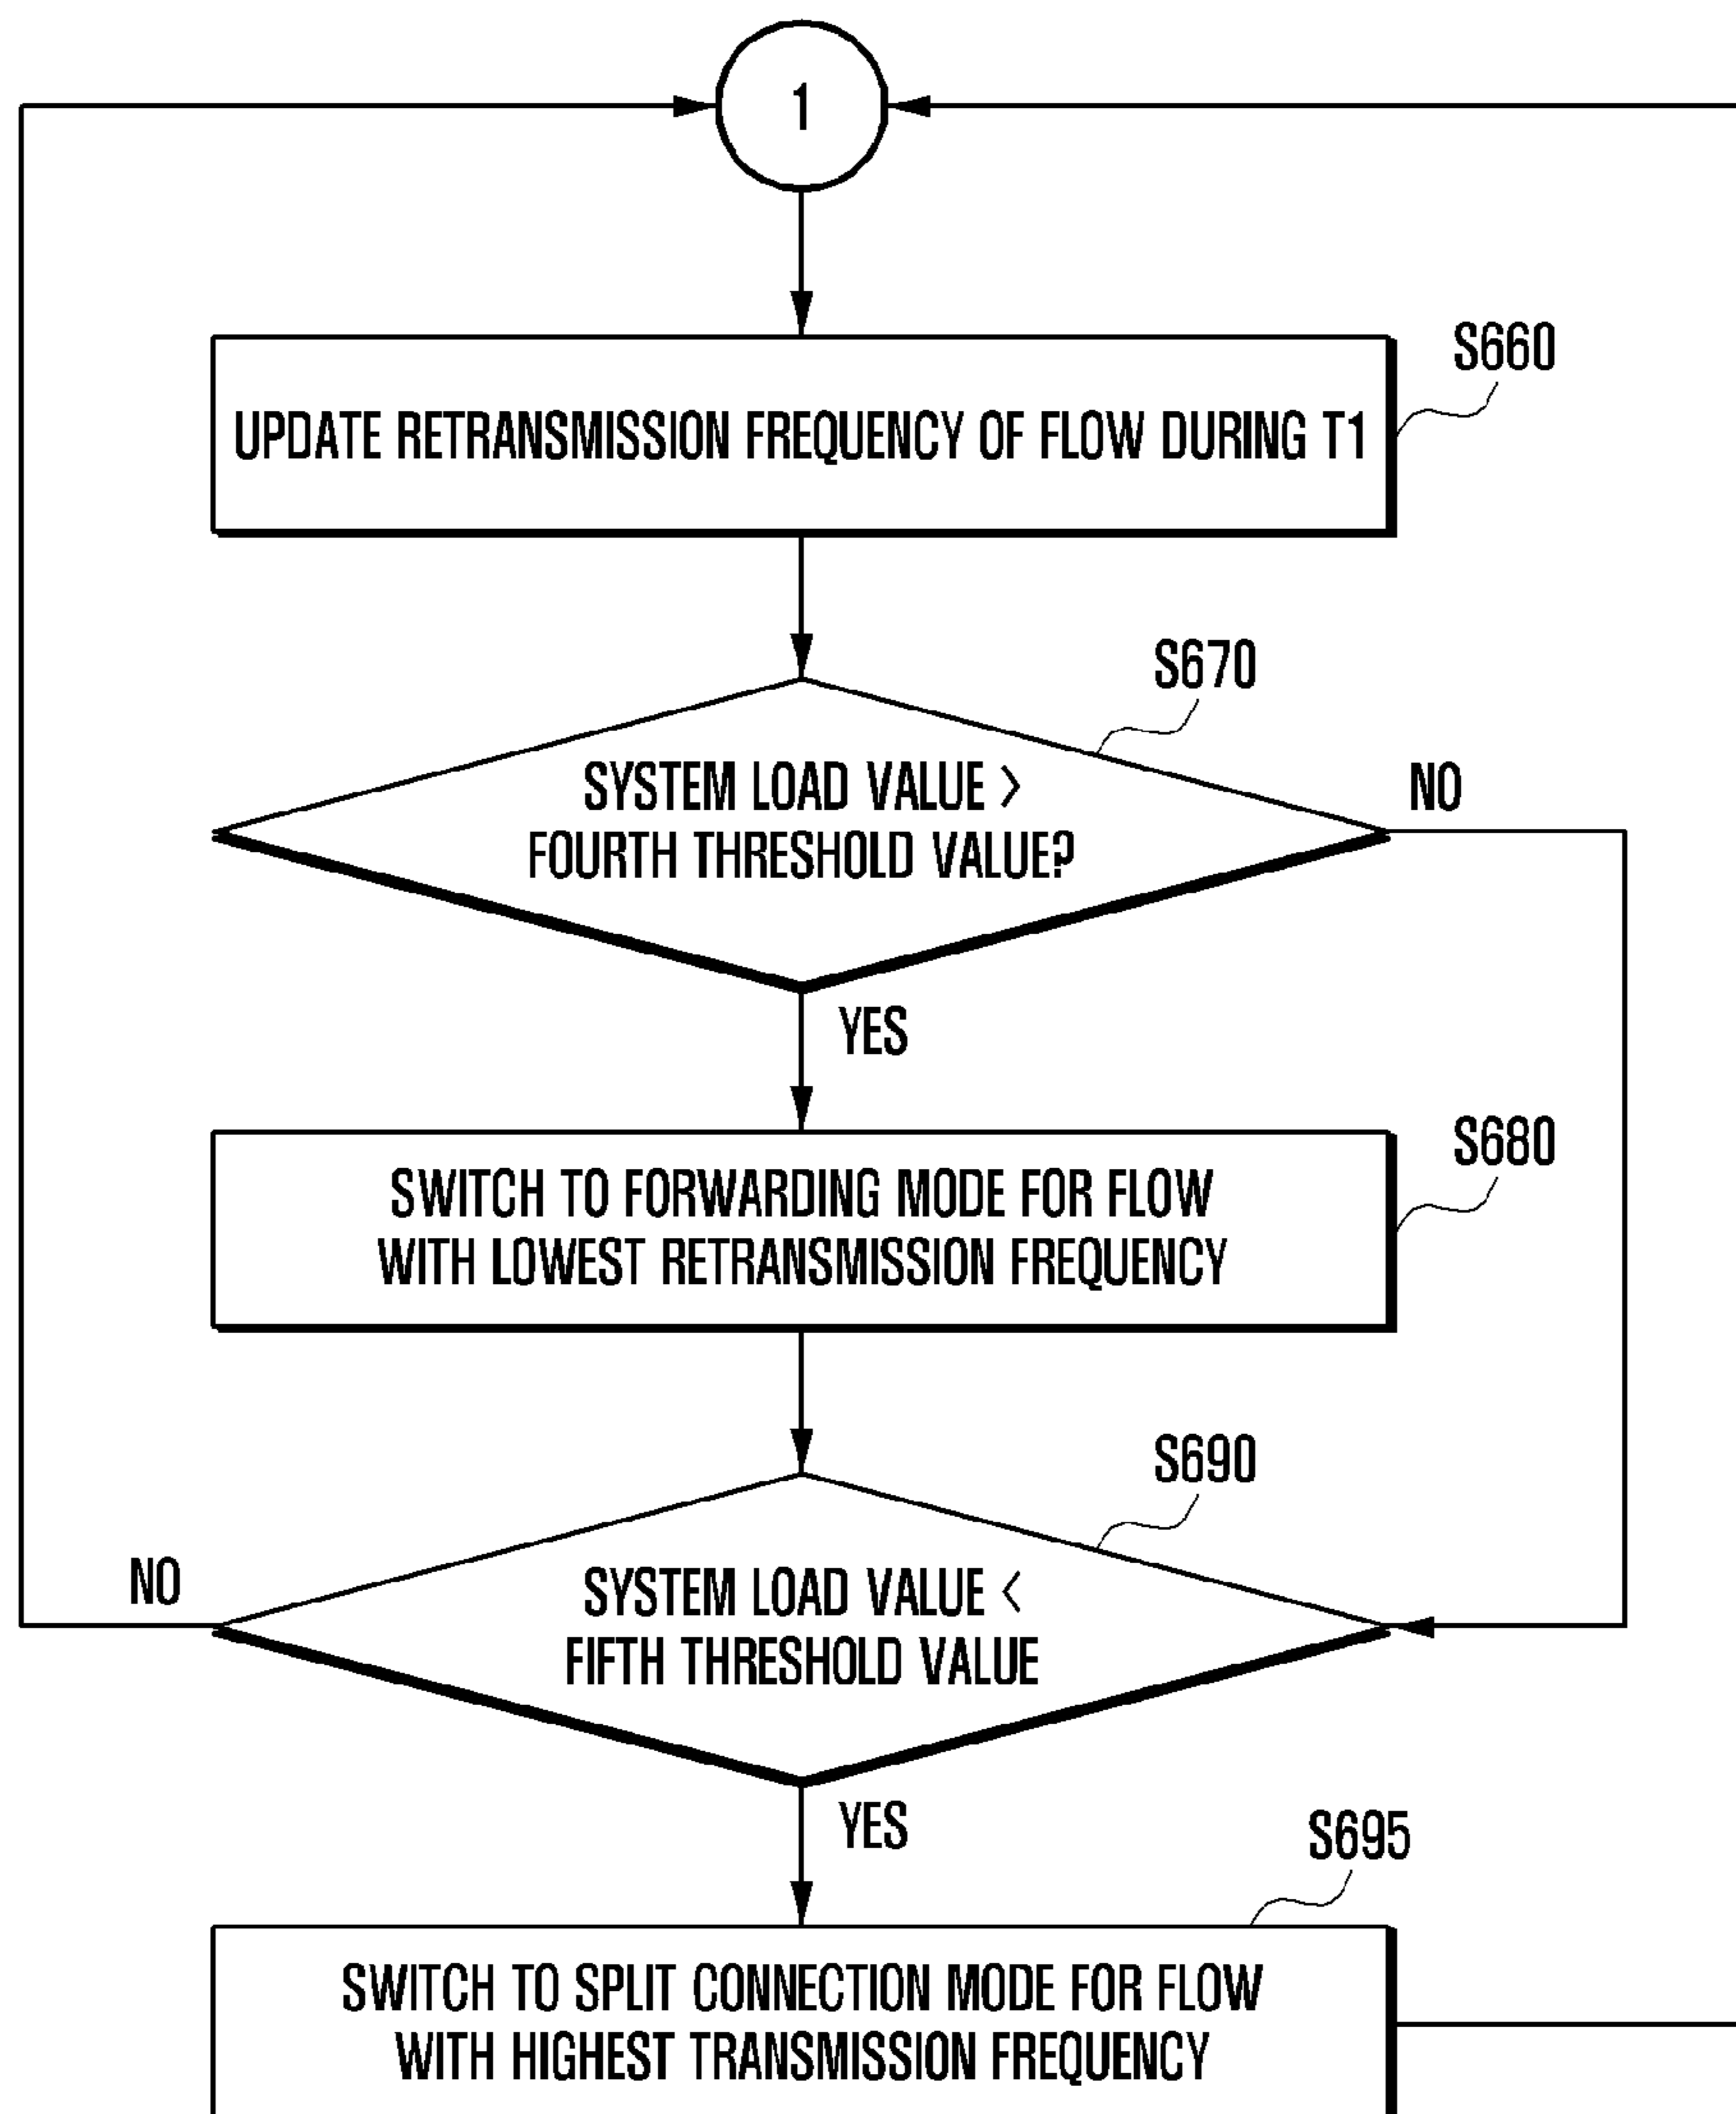 1
S660
UPDATE RETRANSMISSION FREQUENCY OF FLOW DURING T1
S670
SYSTEM LOAD VALUE >
FOURTH THRESHOLD VALUE?
NO
YES
S680
SWITCH TO FORWARDING MODE FOR FLOW
WITH LOWEST RETRANSMISSION FREQUENCY
S690
SYSTEM LOAD VALUE <
FIFTH THRESHOLD VALUE
NO
YES
S695
SWITCH TO SPLIT CONNECTION MODE FOR FLOW
WITH HIGHEST TRANSMISSION FREQUENCY